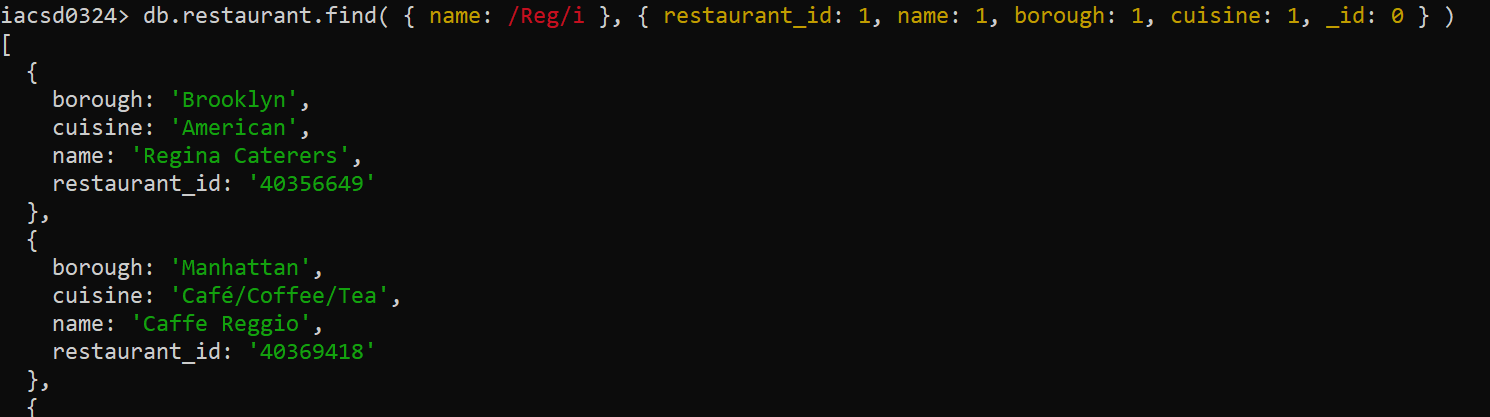 iacsd0324> db.restaurant.find( { name: /Reg/i }, { restaurant_id: 1, name: 1, borough: 1, cuisine: 1, _id: 0 } )
[
  {
    borough: 'Brooklyn',
    cuisine: 'American',
    name: 'Regina Caterers',
    restaurant_id: '40356649'
  },
  {
    borough: 'Manhattan',
    cuisine: 'Café/Coffee/Tea',
    name: 'Caffe Reggio',
    restaurant_id: '40369418'
  },
  {